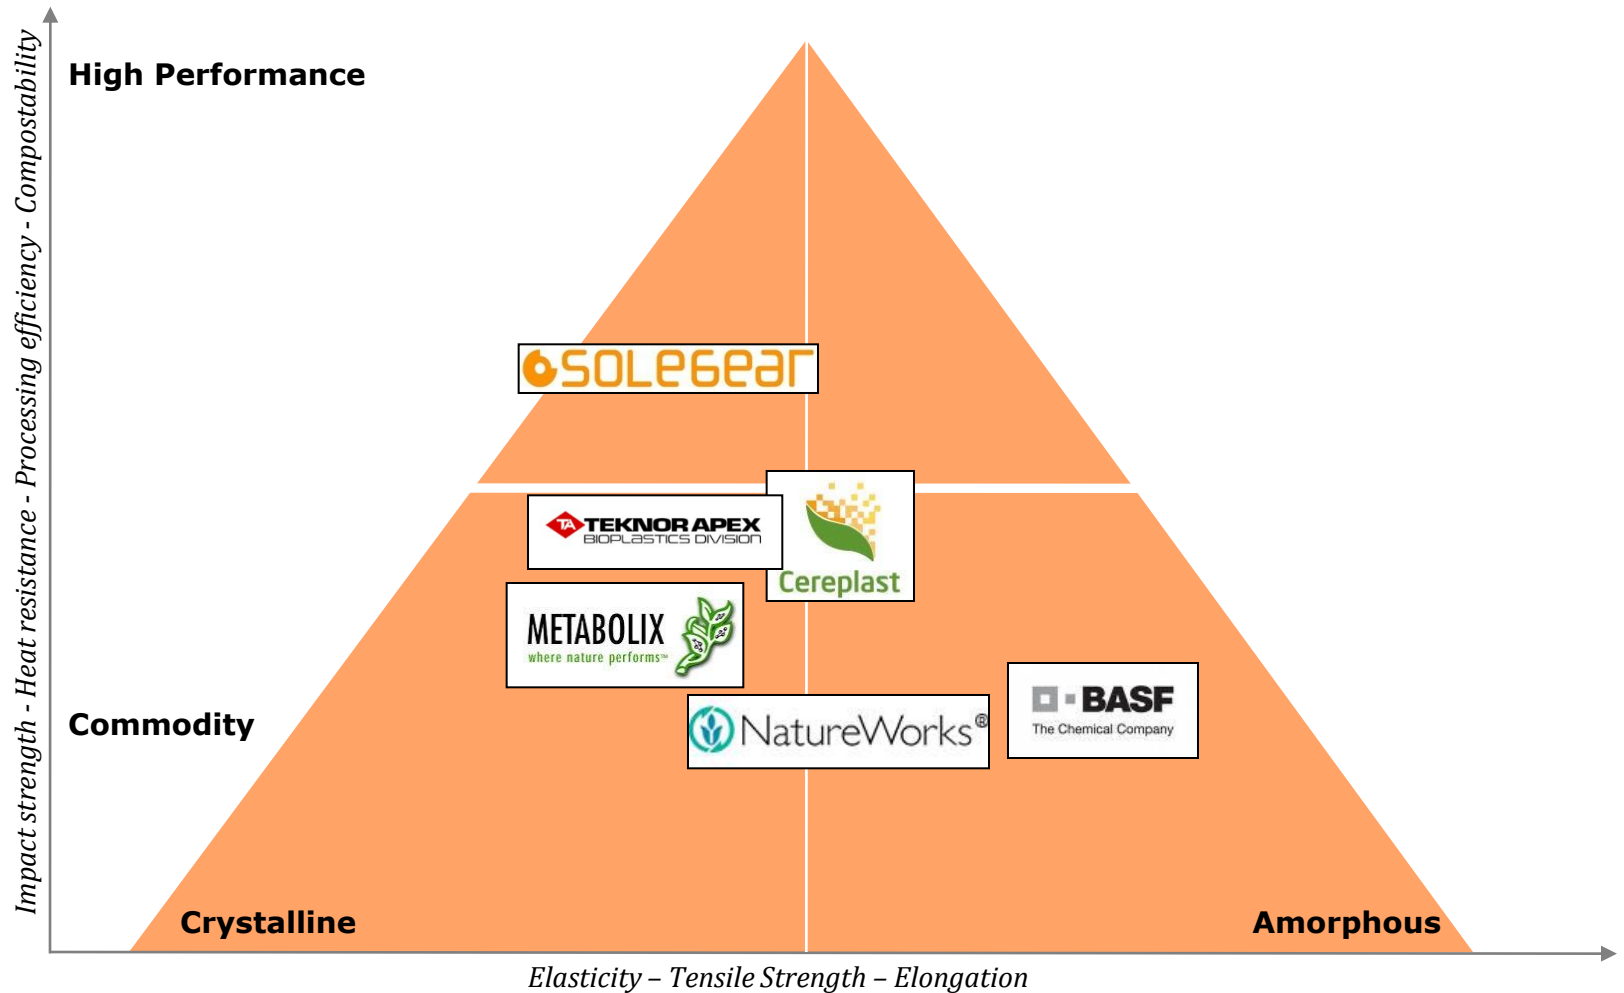 High Performance
Impact strength - Heat resistance - Processing efficiency - Compostability
SOLEGEAR
TA TEKNOR APEX
BIOPLASTICS DIVISION
Cereplast
METABOLIX
where nature performs™
NatureWorks®
BASF
The Chemical Company
Commodity
Crystalline
Amorphous
Elasticity – Tensile Strength – Elongation